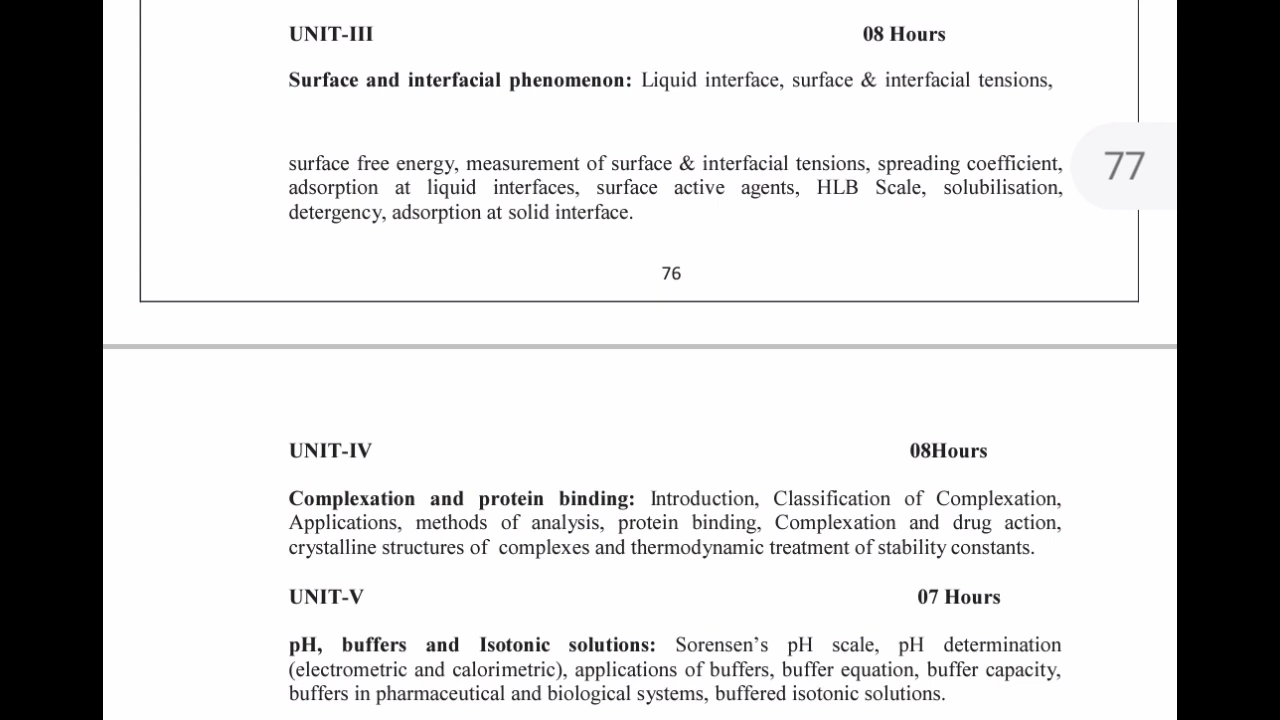 UNIT-III 08 Hours
Surface and interfacial phenomenon: Liquid interface, surface & interfacial tensions,
surface free energy, measurement of surface & interfacial tensions, spreading coefficient,
adsorption at liquid interfaces, surface active agents, HLB Scale, solubilisation,
detergency, adsorption at solid interface.
77
76
UNIT-IV 08Hours
Complexation and protein binding: Introduction, Classification of Complexation,
Applications, methods of analysis, protein binding, Complexation and drug action,
crystalline structures of complexes and thermodynamic treatment of stability constants.
UNIT-V 07 Hours
pH, buffers and Isotonic solutions: Sorensen's pH scale, pH determination
(electrometric and calorimetric), applications of buffers, buffer equation, buffer capacity,
buffers in pharmaceutical and biological systems, buffered isotonic solutions.